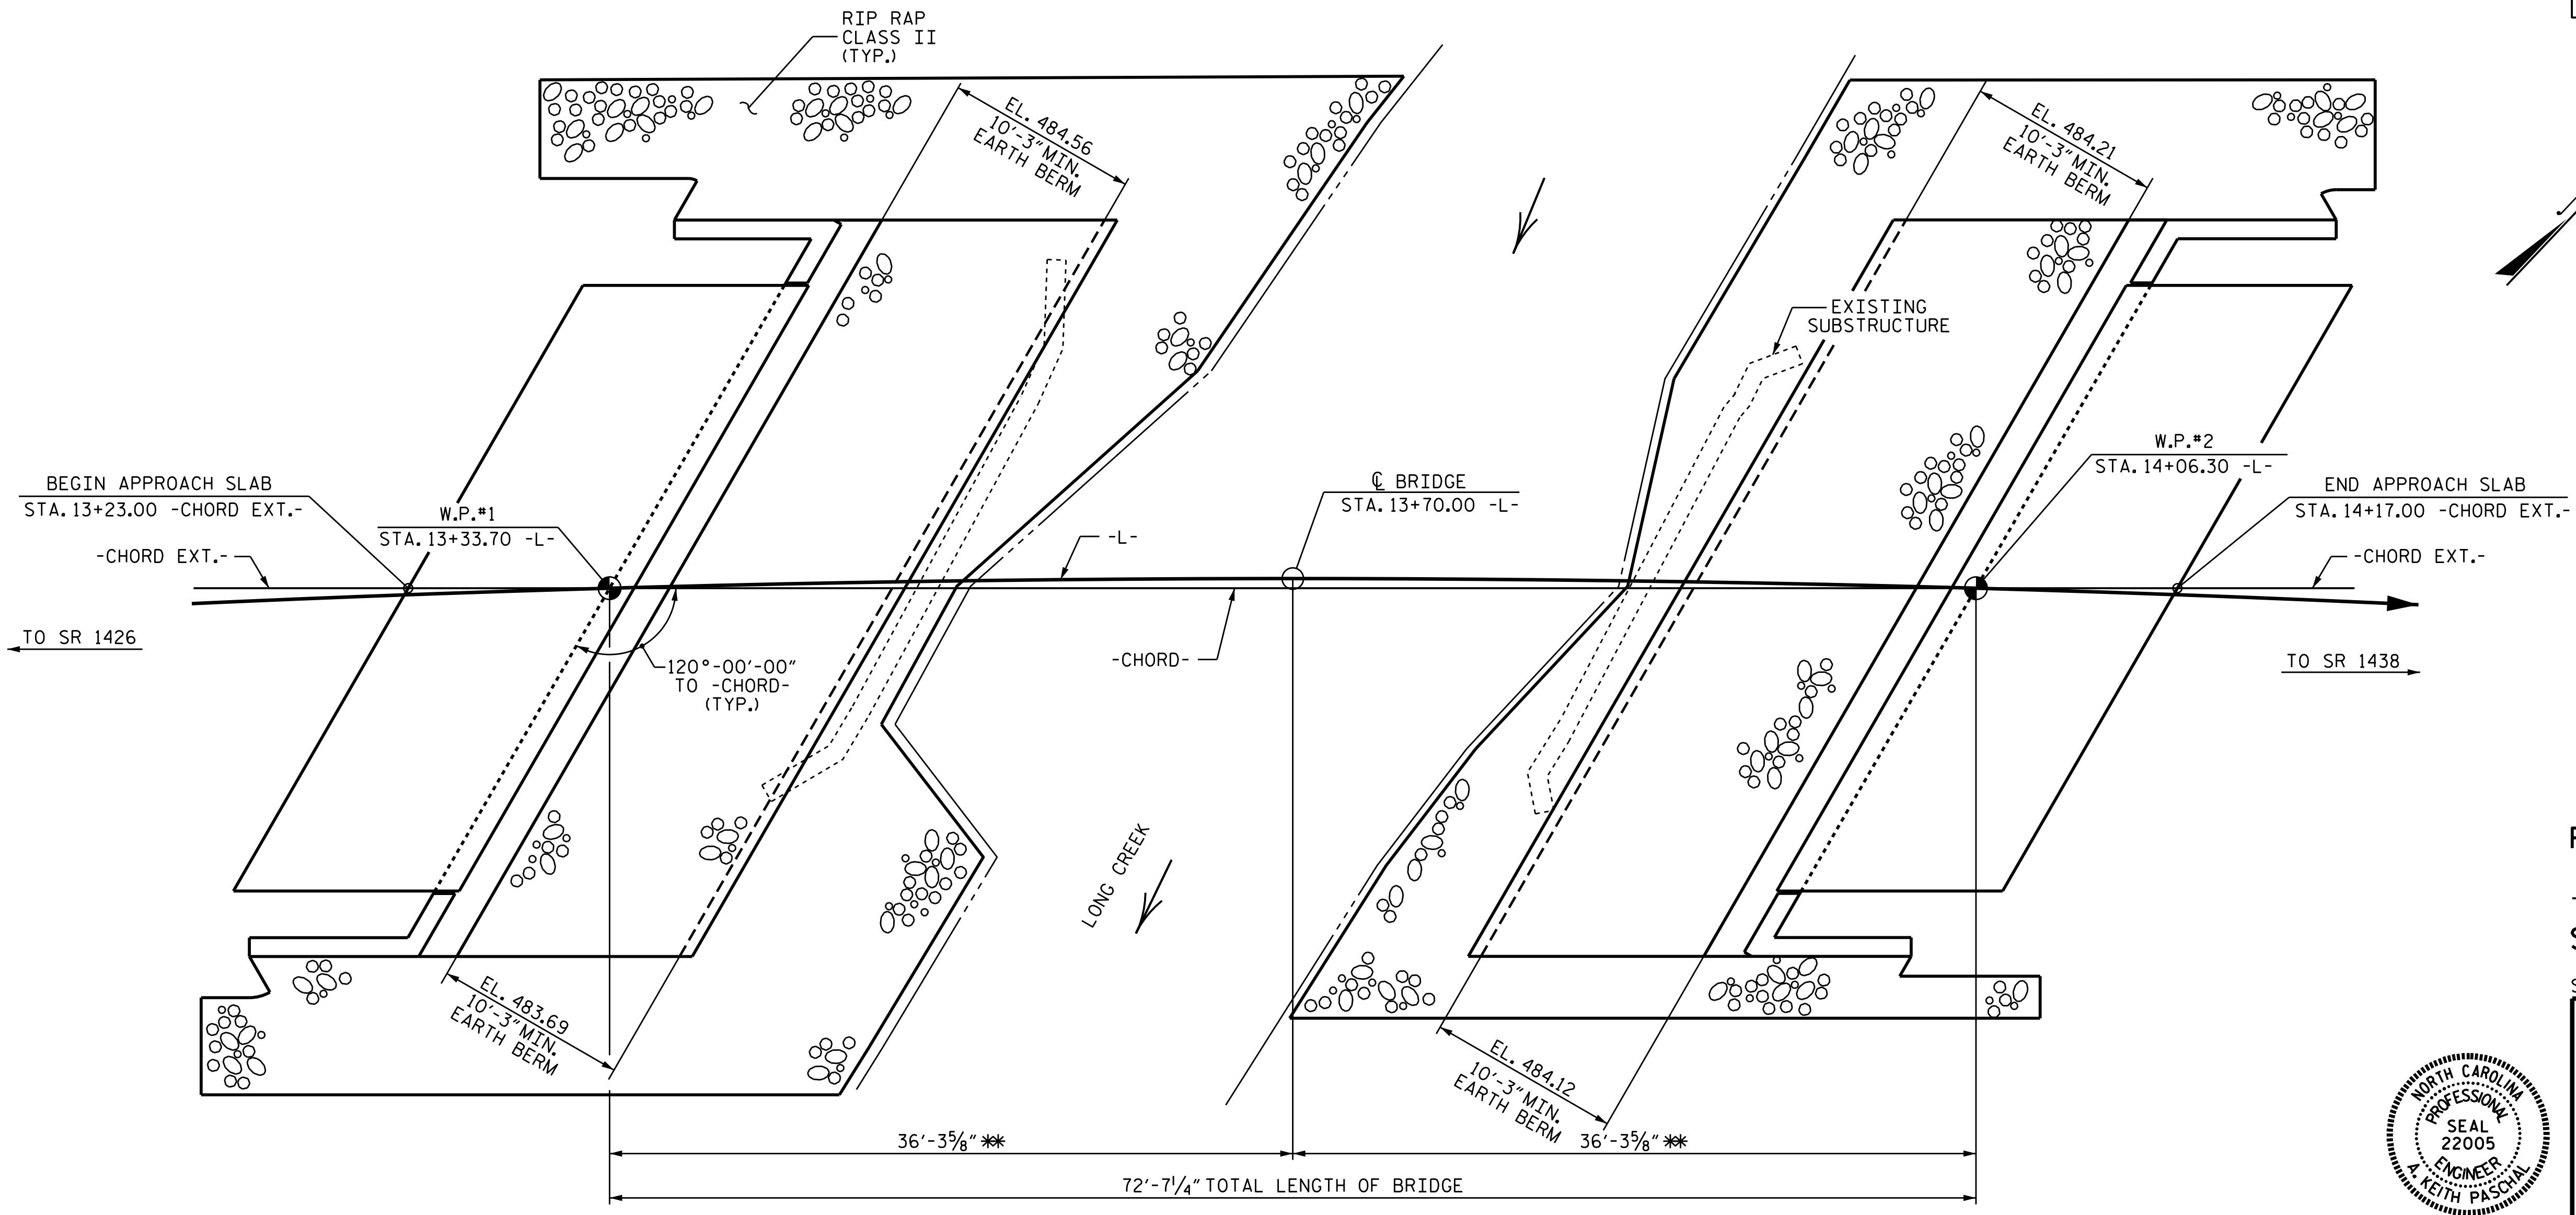 RIP RAP
CLASS II
(TYP.)
EL. 484.56
10'-3" MIN.
EARTH BERM
EL. 484.21
10'-3" MIN.
EARTH BERM
EXISTING
SUBSTRUCTURE
BEGIN APPROACH SLAB
STA. 13+23.00 -CHORD EXT.-
W.P.#1
STA. 13+33.70 -L-
-CHORD EXT.-
℄ BRIDGE
STA. 13+70.00 -L-
-L-
W.P.#2
STA. 14+06.30 -L-
END APPROACH SLAB
STA. 14+17.00 -CHORD EXT.-
-CHORD EXT.-
TO SR 1426
120°-00'-00"
TO -CHORD-
(TYP.)
-CHORD-
TO SR 1438
LONG CREEK
EL. 483.69
10'-3" MIN.
EARTH BERM
EL. 484.12
10'-3" MIN.
EARTH BERM
36'-3⅝" **
36'-3⅝" **
72'-7¼" TOTAL LENGTH OF BRIDGE
NORTH CAROLINA
PROFESSIONAL
SEAL
22005
ENGINEER
A. KEITH PASCHAL